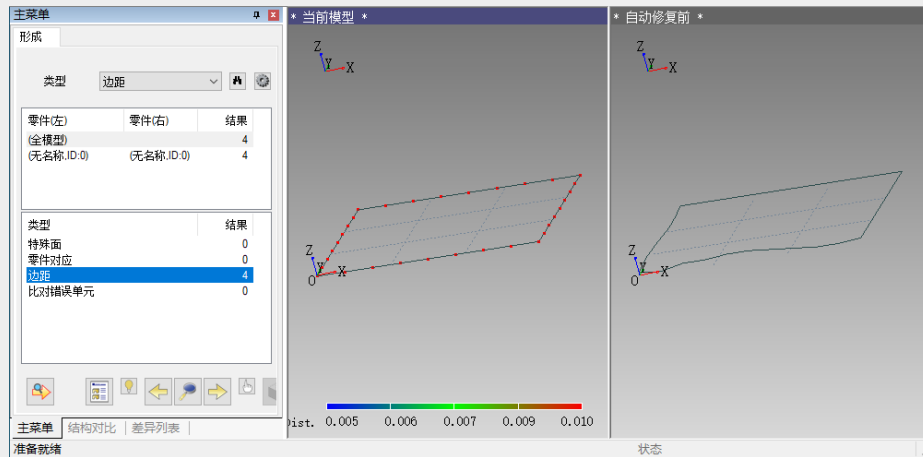 主菜单
形成
类型 边距
零件(左) 零件(右) 结果
(全模型) 4
(无名称.ID:0) (无名称.ID:0) 4
类型 结果
特殊面 0
零件对应 0
边距 4
比对错误单元 0
主菜单 结构对比 差异列表
准备就绪
* 当前模型 *
Z
Y X
Z
Y X
O
Dist. 0.005 0.006 0.007 0.009 0.010
* 自动修复前 *
Z
Y X
Z
Y X
O
状态